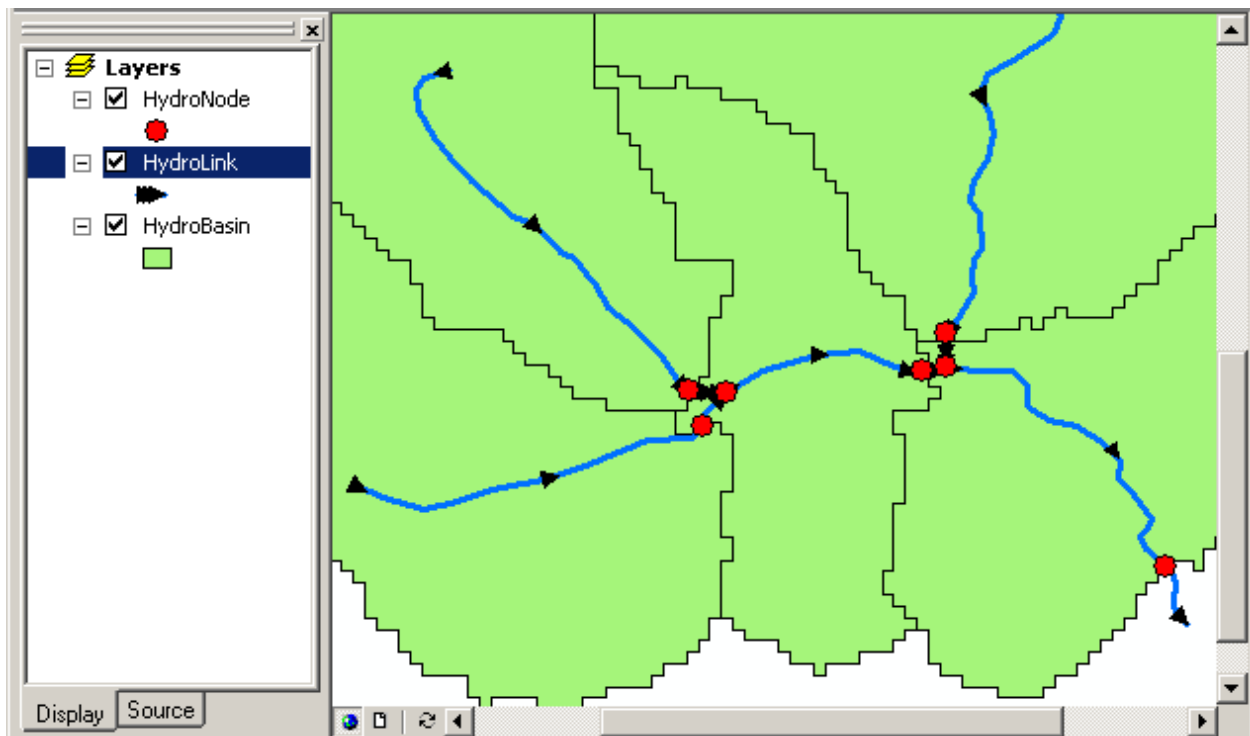 Layers
HydroNode
HydroLink
HydroBasin
Display
Source